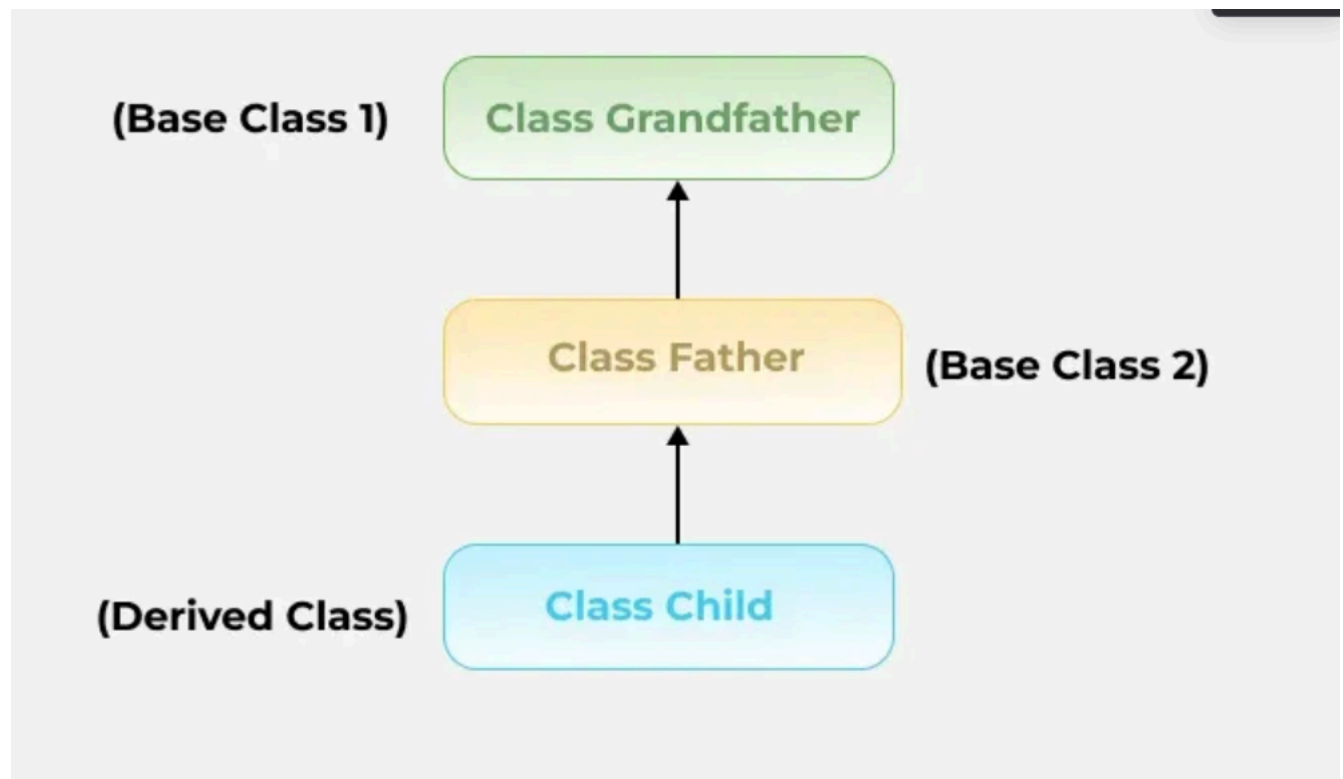 (Base Class 1)
Class Grandfather
Class Father
(Base Class 2)
(Derived Class)
Class Child